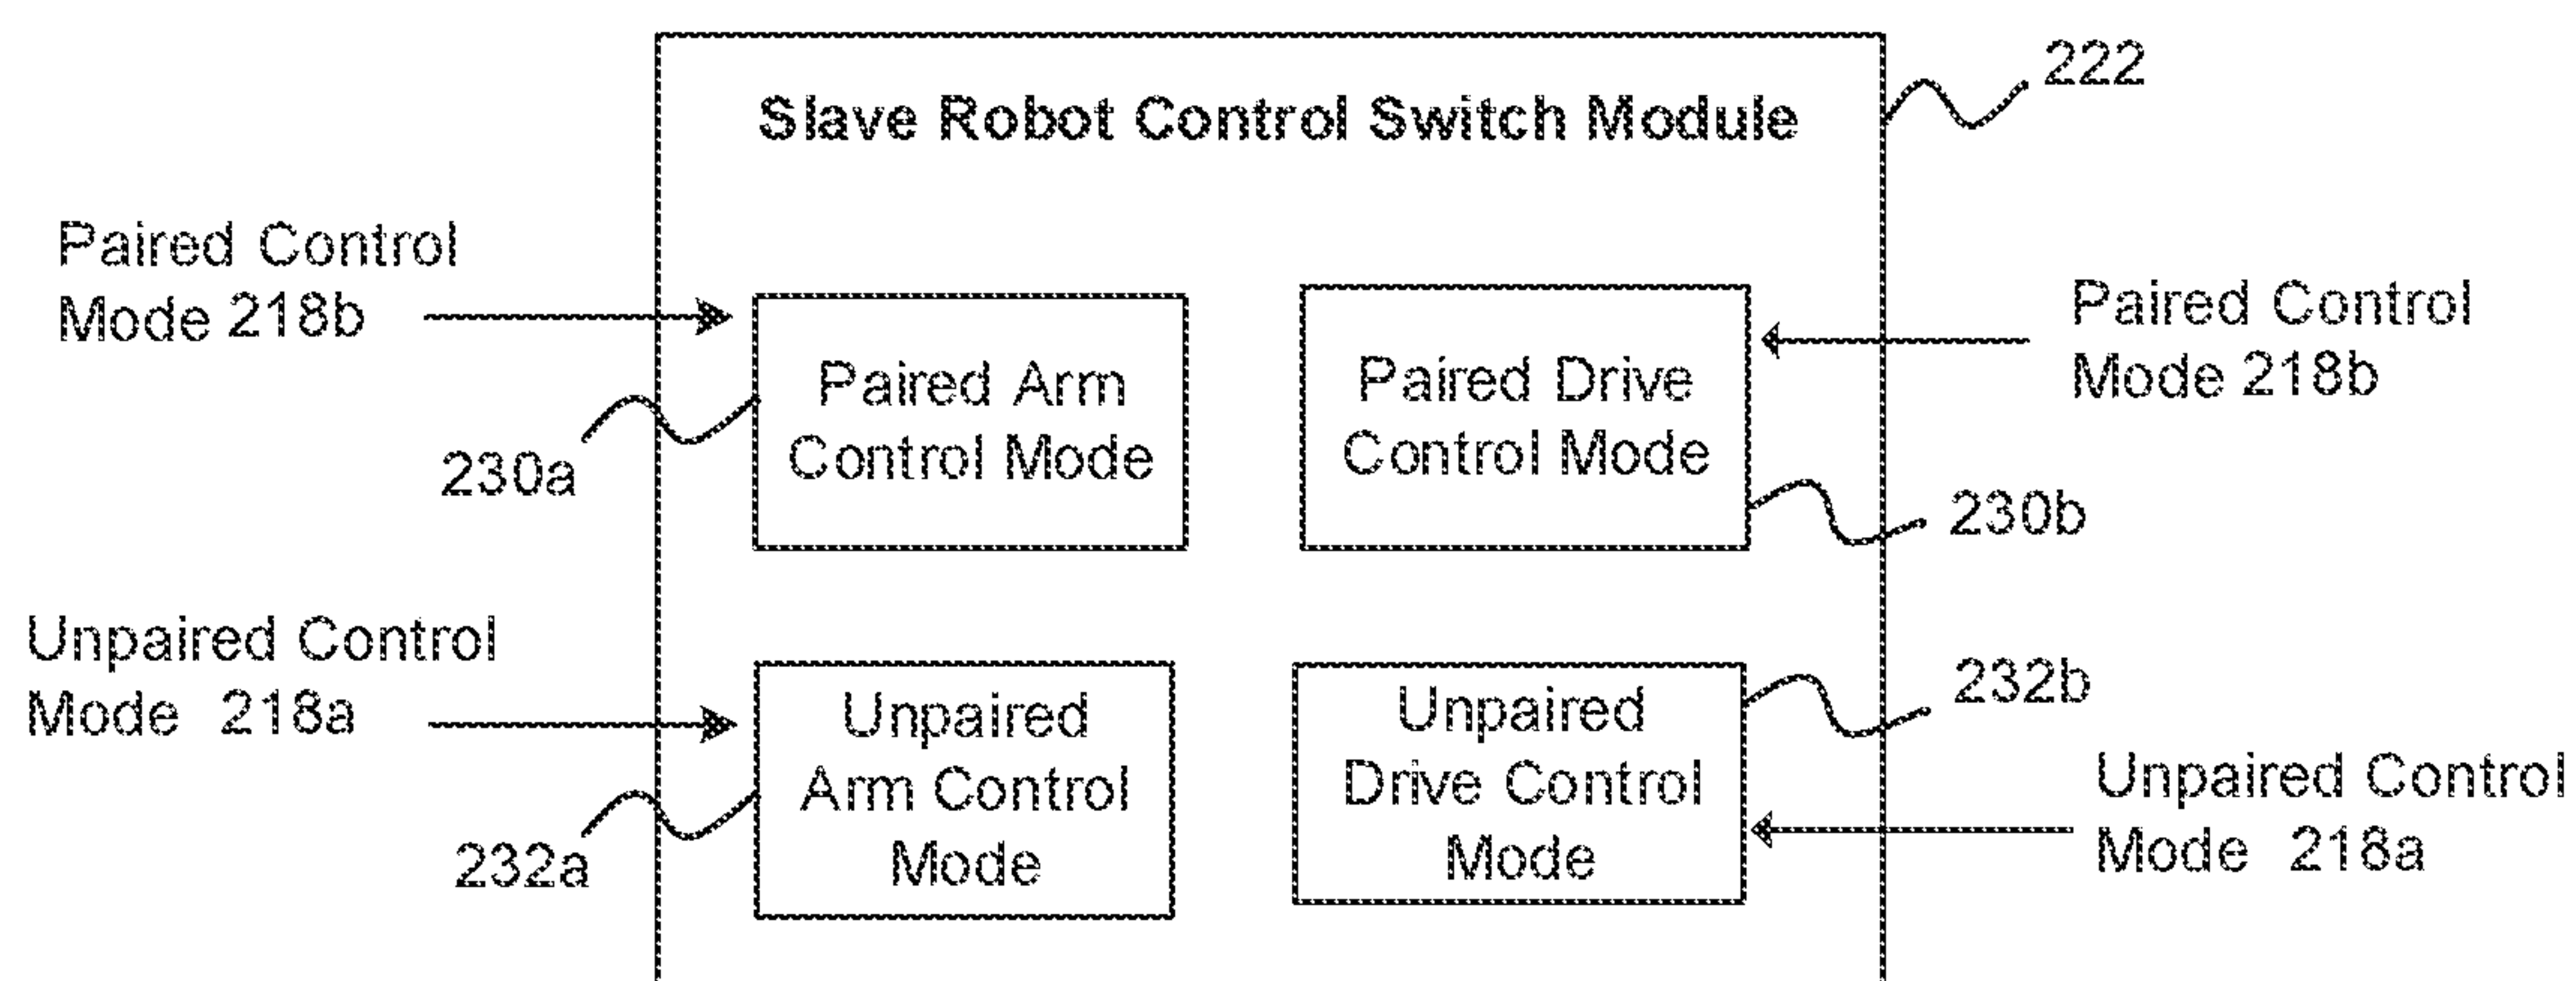 222
Slave Robot Control Switch Module
Paired Control
Mode 218b
Paired Arm
Control Mode
230a
Paired Drive
Control Mode
Paired Control
Mode 218b
230b
Unpaired Control
Mode 218a
Unpaired
Arm Control
Mode
232a
Unpaired
Drive Control
Mode
232b
Unpaired Control
Mode 218a